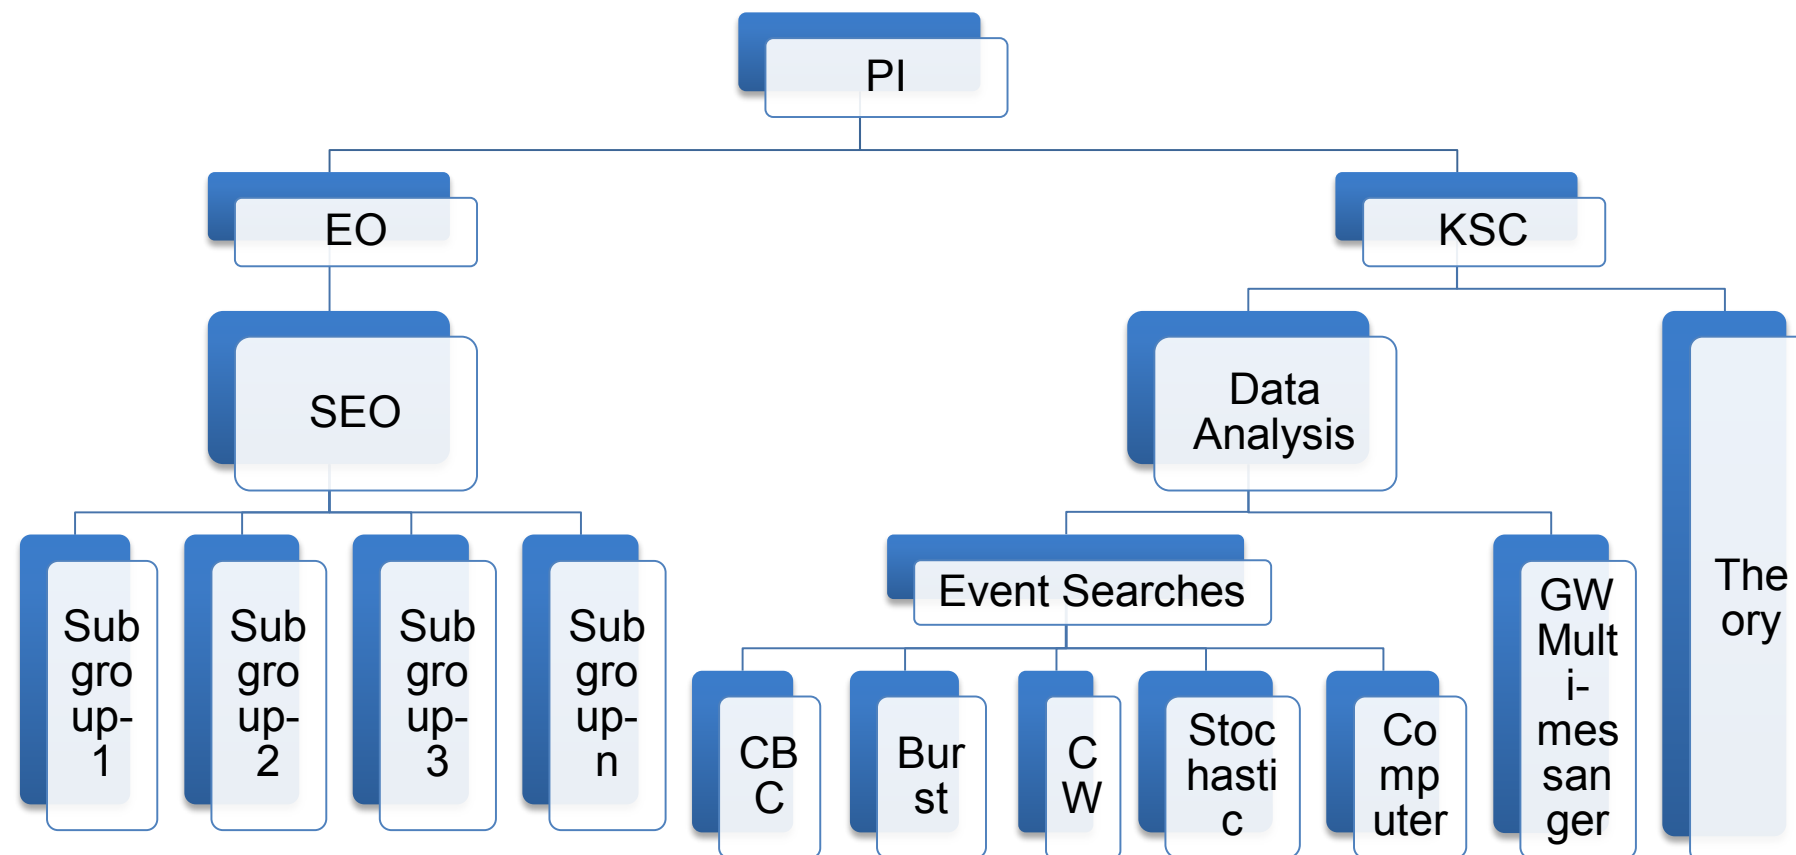 PI
EO
KSC
SEO
Data
Analysis
Sub
gro
up-
1
Sub
gro
up-
2
Sub
gro
up-
3
Sub
gro
up-
n
Event Searches
GW
Mult
i-
mes
san
ger
The
ory
CB
C
Bur
st
C
W
Stoc
hasti
c
Co
mp
uter